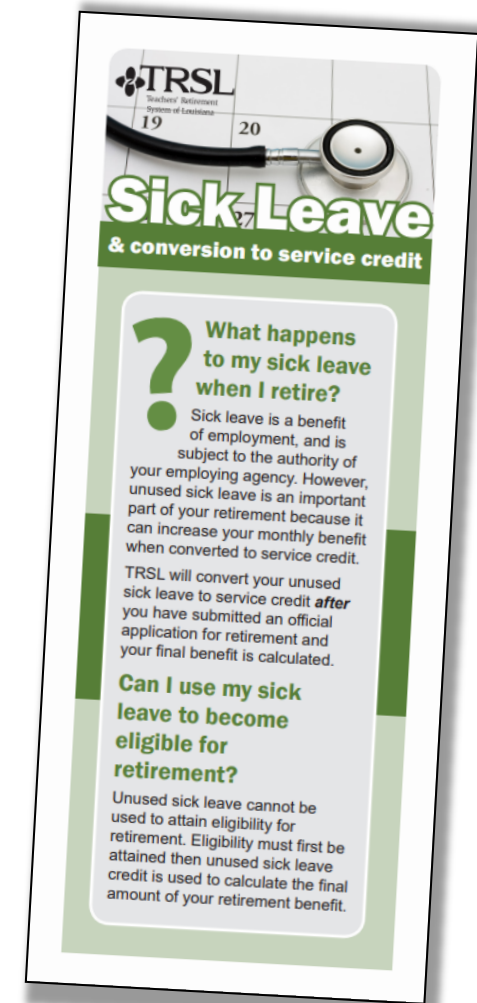 TRSL
Teachers' Retirement
System of Louisiana
19
20
27
Sick Leave
& conversion to service credit
?
What happens
to my sick leave
when I retire?
Sick leave is a benefit
of employment, and is
subject to the authority of
your employing agency. However,
unused sick leave is an important
part of your retirement because it
can increase your monthly benefit
when converted to service credit.
TRSL will convert your unused
sick leave to service credit after
you have submitted an official
application for retirement and
your final benefit is calculated.
Can I use my sick
leave to become
eligible for
retirement?
Unused sick leave cannot be
used to attain eligibility for
retirement. Eligibility must first be
attained then unused sick leave
credit is used to calculate the final
amount of your retirement benefit.